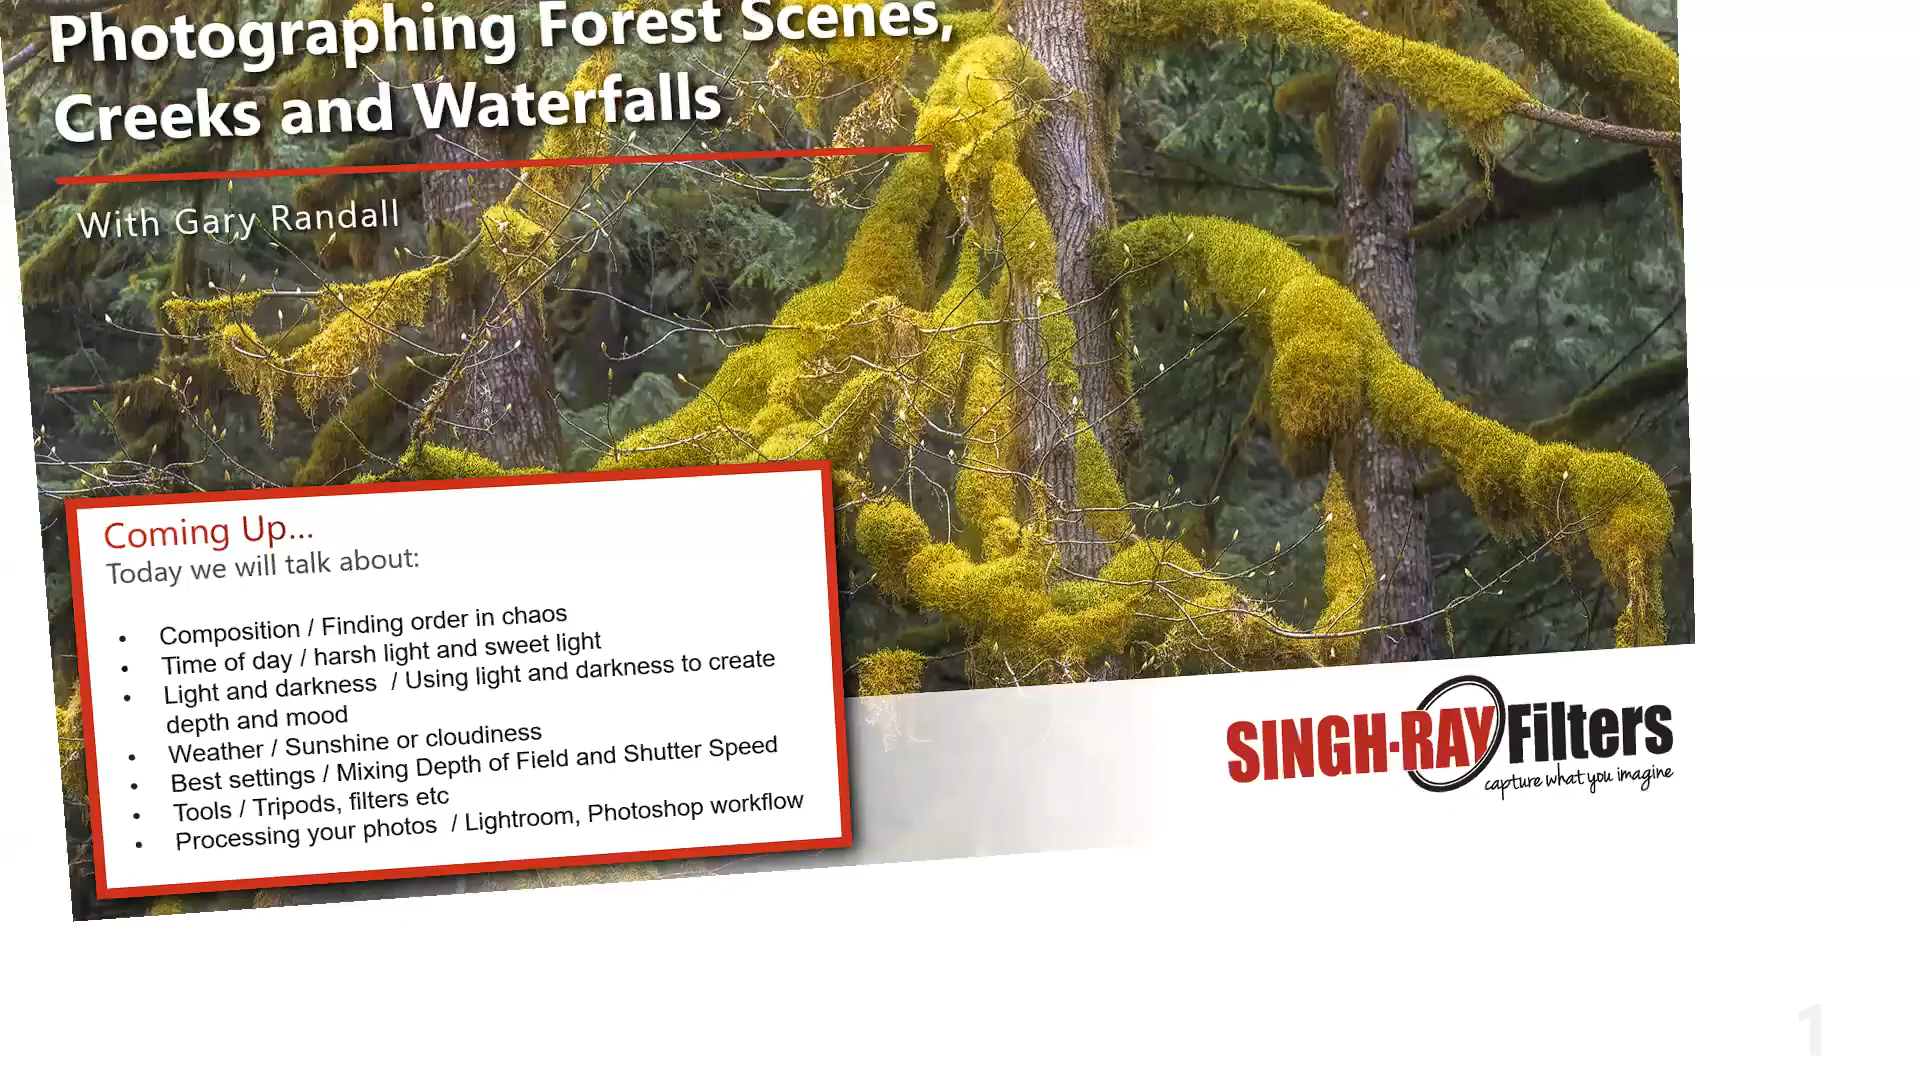 Photographing Forest Scenes,
Creeks and Waterfalls
With Gary Randall
Coming Up...
Today we will talk about:
• Composition / Finding order in chaos
• Time of day / harsh light and sweet light
• Light and darkness / Using light and darkness to create
depth and mood
• Weather / Sunshine or cloudiness
• Best settings / Mixing Depth of Field and Shutter Speed
• Tools / Tripods, filters etc
• Processing your photos / Lightroom, Photoshop workflow
SINGH-RAY Filters
capture what you imagine
1